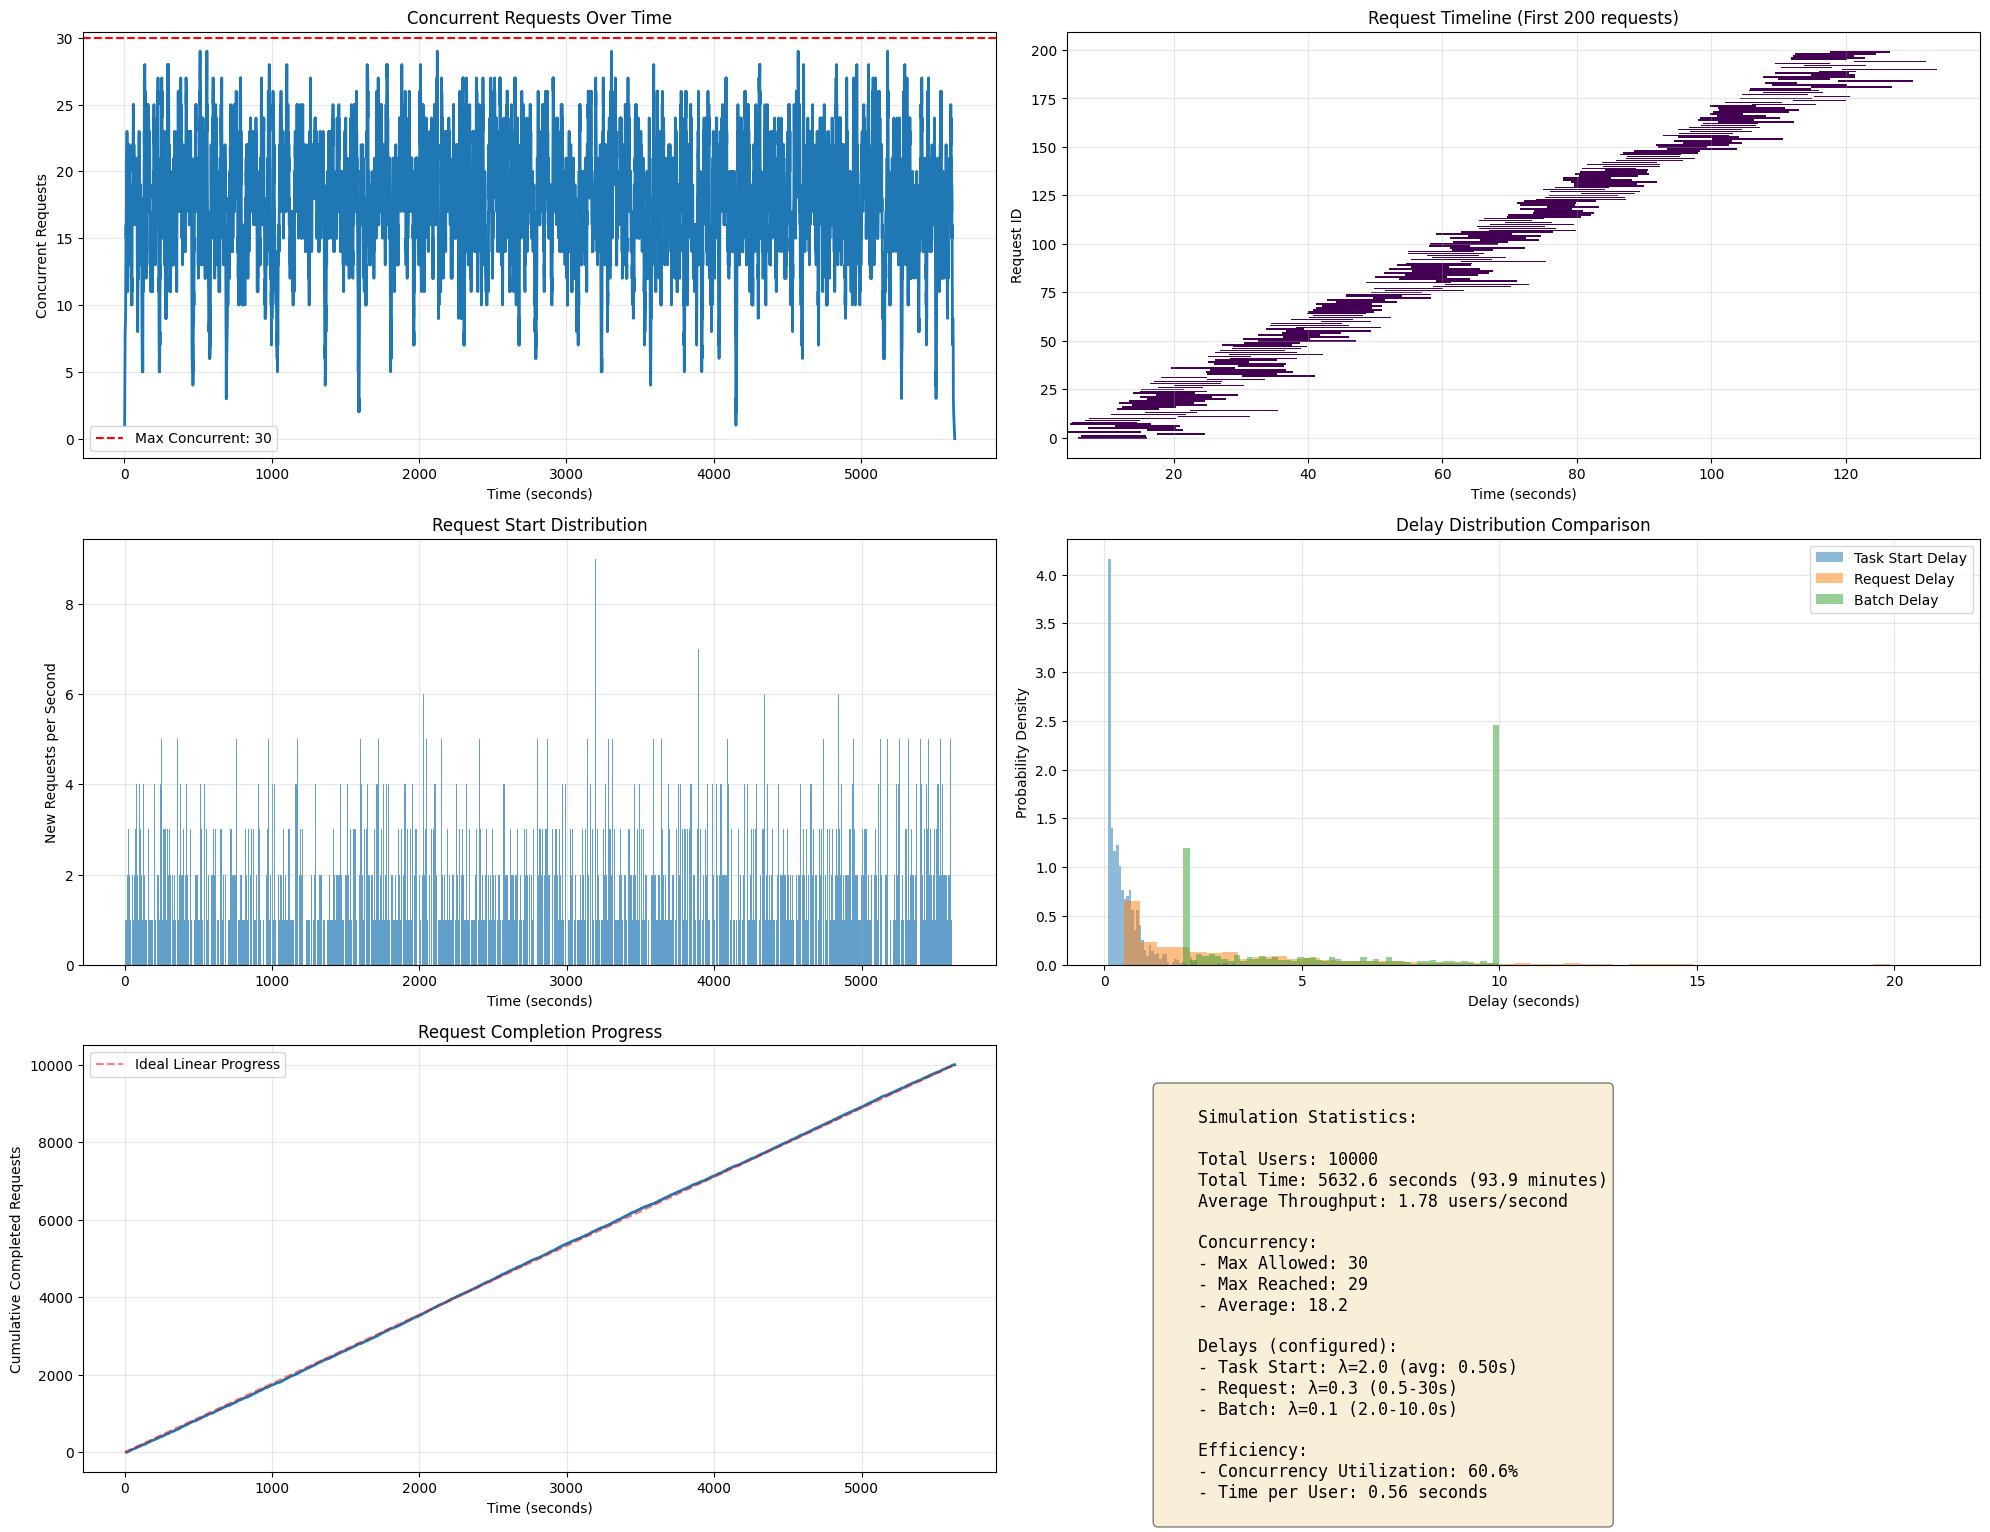 Concurrent Requests Over Time
30
25
20
15
10
5
0
Concurrent Requests
Max Concurrent: 30
0 1000 2000 3000 4000 5000
Time (seconds)
Request Timeline (First 200 requests)
200
175
150
125
100
75
50
25
0
Request ID
20 40 60 80 100 120
Time (seconds)
Request Start Distribution
8
6
4
2
0
New Requests per Second
0 1000 2000 3000 4000 5000
Time (seconds)
Delay Distribution Comparison
Task Start Delay
Request Delay
Batch Delay
4.0
3.5
3.0
2.5
2.0
1.5
1.0
0.5
0.0
Probability Density
0 5 10 15 20
Delay (seconds)
Request Completion Progress
Ideal Linear Progress
10000
8000
6000
4000
2000
0
Cumulative Completed Requests
0 1000 2000 3000 4000 5000
Time (seconds)
Simulation Statistics:
Total Users: 10000
Total Time: 5632.6 seconds (93.9 minutes)
Average Throughput: 1.78 users/second
Concurrency:
- Max Allowed: 30
- Max Reached: 29
- Average: 18.2
Delays (configured):
- Task Start: λ=2.0 (avg: 0.50s)
- Request: λ=0.3 (0.5-30s)
- Batch: λ=0.1 (2.0-10.0s)
Efficiency:
- Concurrency Utilization: 60.6%
- Time per User: 0.56 seconds